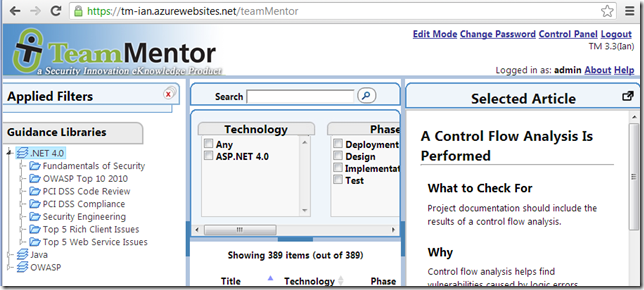 https://tm-ian.azurewebsites.net/teamMentor
TeamMentor
a Security Innovation eKnowledge Product
Edit Mode Change Password Control Panel Logout
TM 3.3(Ian)
Logged in as: admin About Help
Applied Filters
Guidance Libraries
.NET 4.0
Fundamentals of Security
OWASP Top 10 2010
PCI DSS Code Review
PCI DSS Compliance
Security Engineering
Top 5 Rich Client Issues
Top 5 Web Service Issues
Java
OWASP
Search
Technology
Any
ASP.NET 4.0
Phase
Deployment
Design
Implementat
Test
Showing 389 items (out of 389)
Title Technology Phase
Selected Article
A Control Flow Analysis Is
Performed
What to Check For
Project documentation should include the
results of a control flow analysis.
Why
Control flow analysis helps find
vulnerabilities caused by logic errors